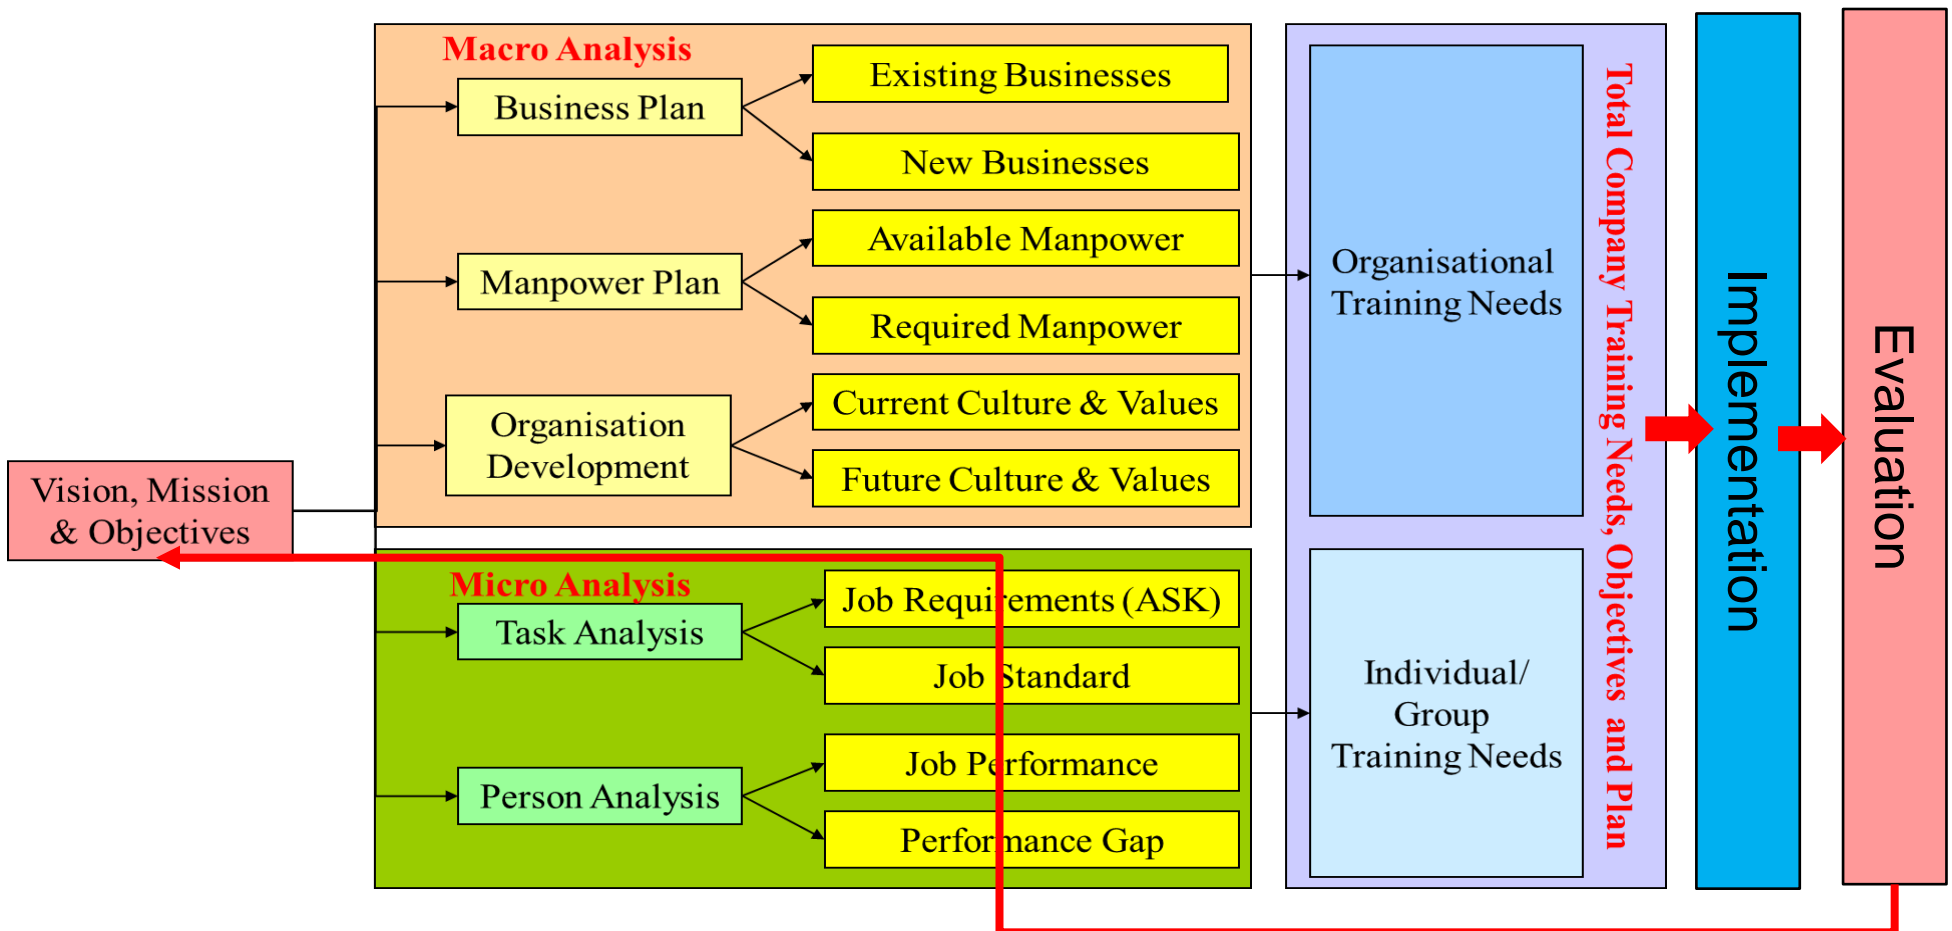 Macro Analysis
Business Plan
Existing Businesses
New Businesses
Manpower Plan
Available Manpower
Required Manpower
Organisation
Development
Current Culture & Values
Future Culture & Values
Vision, Mission
& Objectives
Micro Analysis
Task Analysis
Job Requirements (ASK)
Job Standard
Person Analysis
Job Performance
Performance Gap
Organisational
Training Needs
Individual/
Group
Training Needs
Total Company Training Needs, Objectives and Plan
Implementation
Evaluation